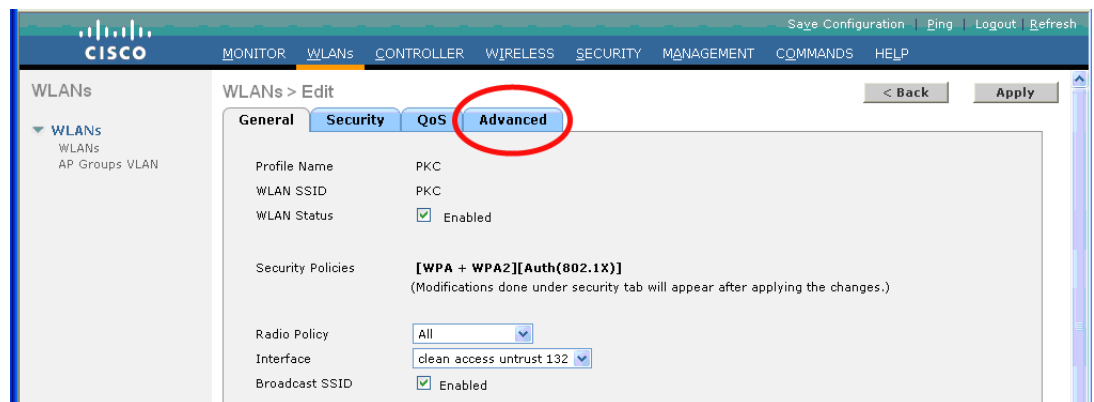 Save Configuration | Ping | Logout | Refresh
CISCO
MONITOR WLANs CONTROLLER WIRELESS SECURITY MANAGEMENT COMMANDS HELP
WLANs
WLANs > Edit
< Back
Apply
General Security QoS Advanced
WLANs
WLANs
AP Groups VLAN
Profile Name PKC
WLAN SSID PKC
WLAN Status Enabled
Security Policies [WPA + WPA2][Auth(802.1X)]
(Modifications done under security tab will appear after applying the changes.)
Radio Policy All
Interface clean access untrust 132
Broadcast SSID Enabled